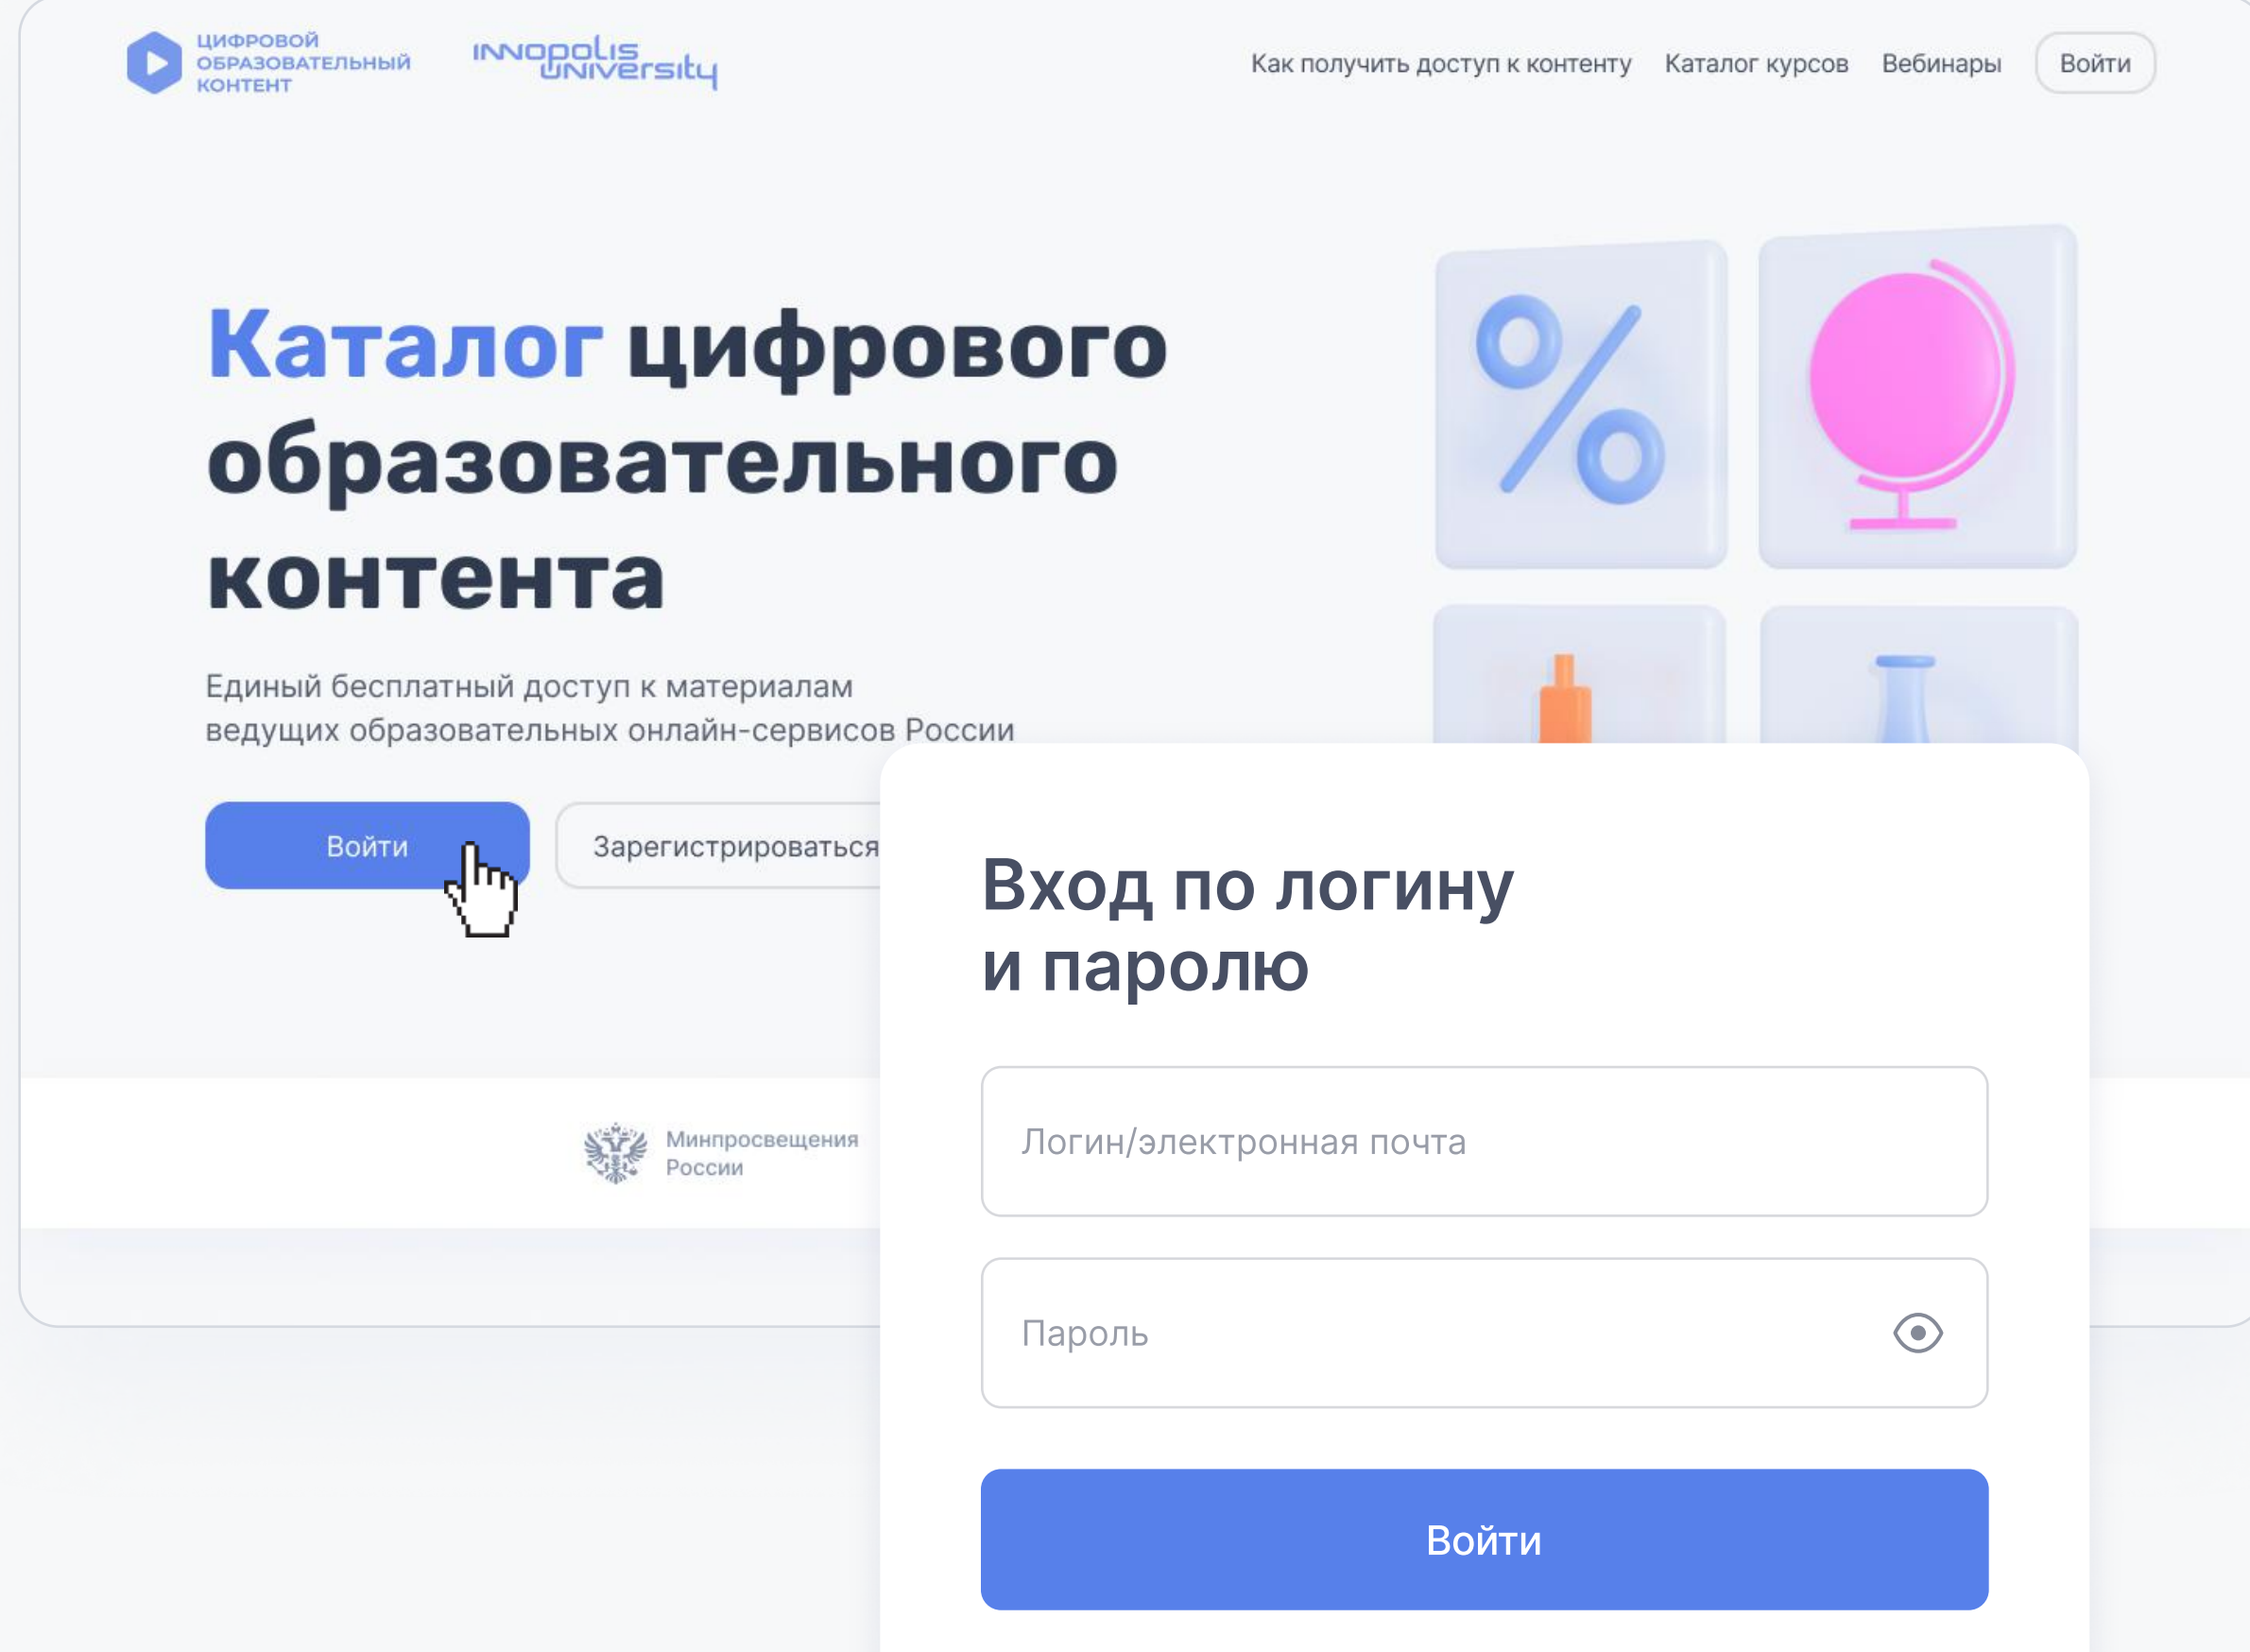 ЦИФРОВОЙ
ОБРАЗОВАТЕЛЬНЫЙ
КОНТЕНТ
INNOPOLIS
UNIVERSITY
Как получить доступ к контенту
Каталог курсов
Вебинары
Войти
Каталог цифрового
образовательного
контента
Единый бесплатный доступ к материалам
ведущих образовательных онлайн-сервисов России
Войти
Зарегистрироваться
Минпросвещения
России
Вход по логину
и паролю
Логин/электронная почта
Пароль
Войти